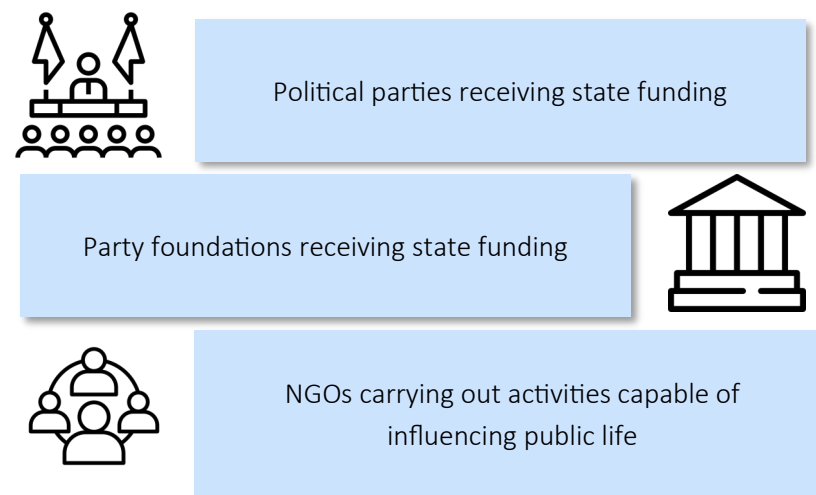 Political parties receiving state funding
Party foundations receiving state funding
NGOs carrying out activities capable of
influencing public life